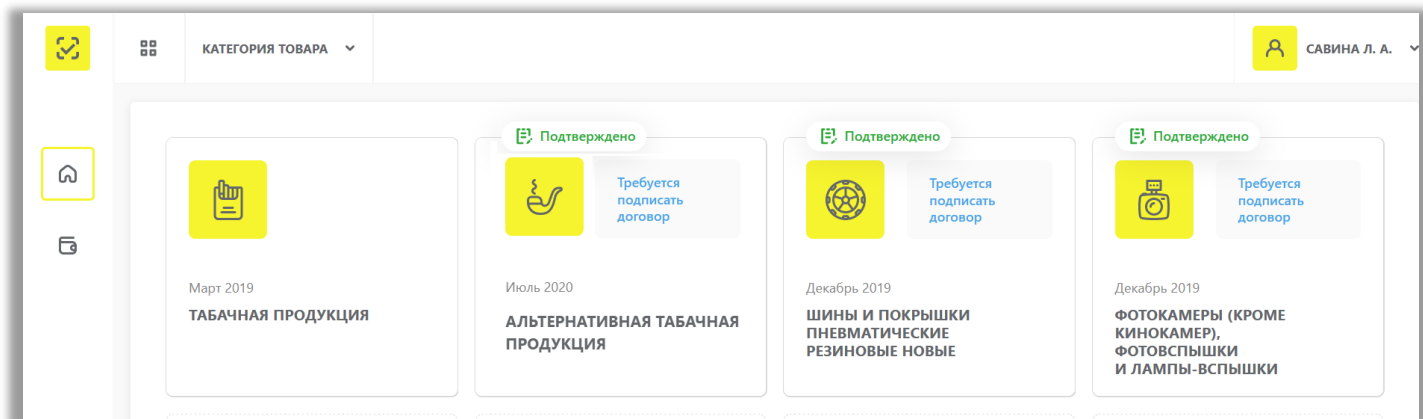 КАТЕГОРИЯ ТОВАРА
САВИНА Л. А.
Март 2019
ТАБАЧНАЯ ПРОДУКЦИЯ
Подтверждено
Требуется
подписать
договор
Июль 2020
АЛЬТЕРНАТИВНАЯ ТАБАЧНАЯ
ПРОДУКЦИЯ
Подтверждено
Требуется
подписать
договор
Декабрь 2019
ШИНЫ И ПОКРЫШКИ
ПНЕВМАТИЧЕСКИЕ
РЕЗИНОВЫЕ НОВЫЕ
Подтверждено
Требуется
подписать
договор
Декабрь 2019
ФОТОКАМЕРЫ (КРОМЕ
КИНОКАМЕР),
ФОТОВСПЫШКИ
И ЛАМПЫ-ВСПЫШКИ